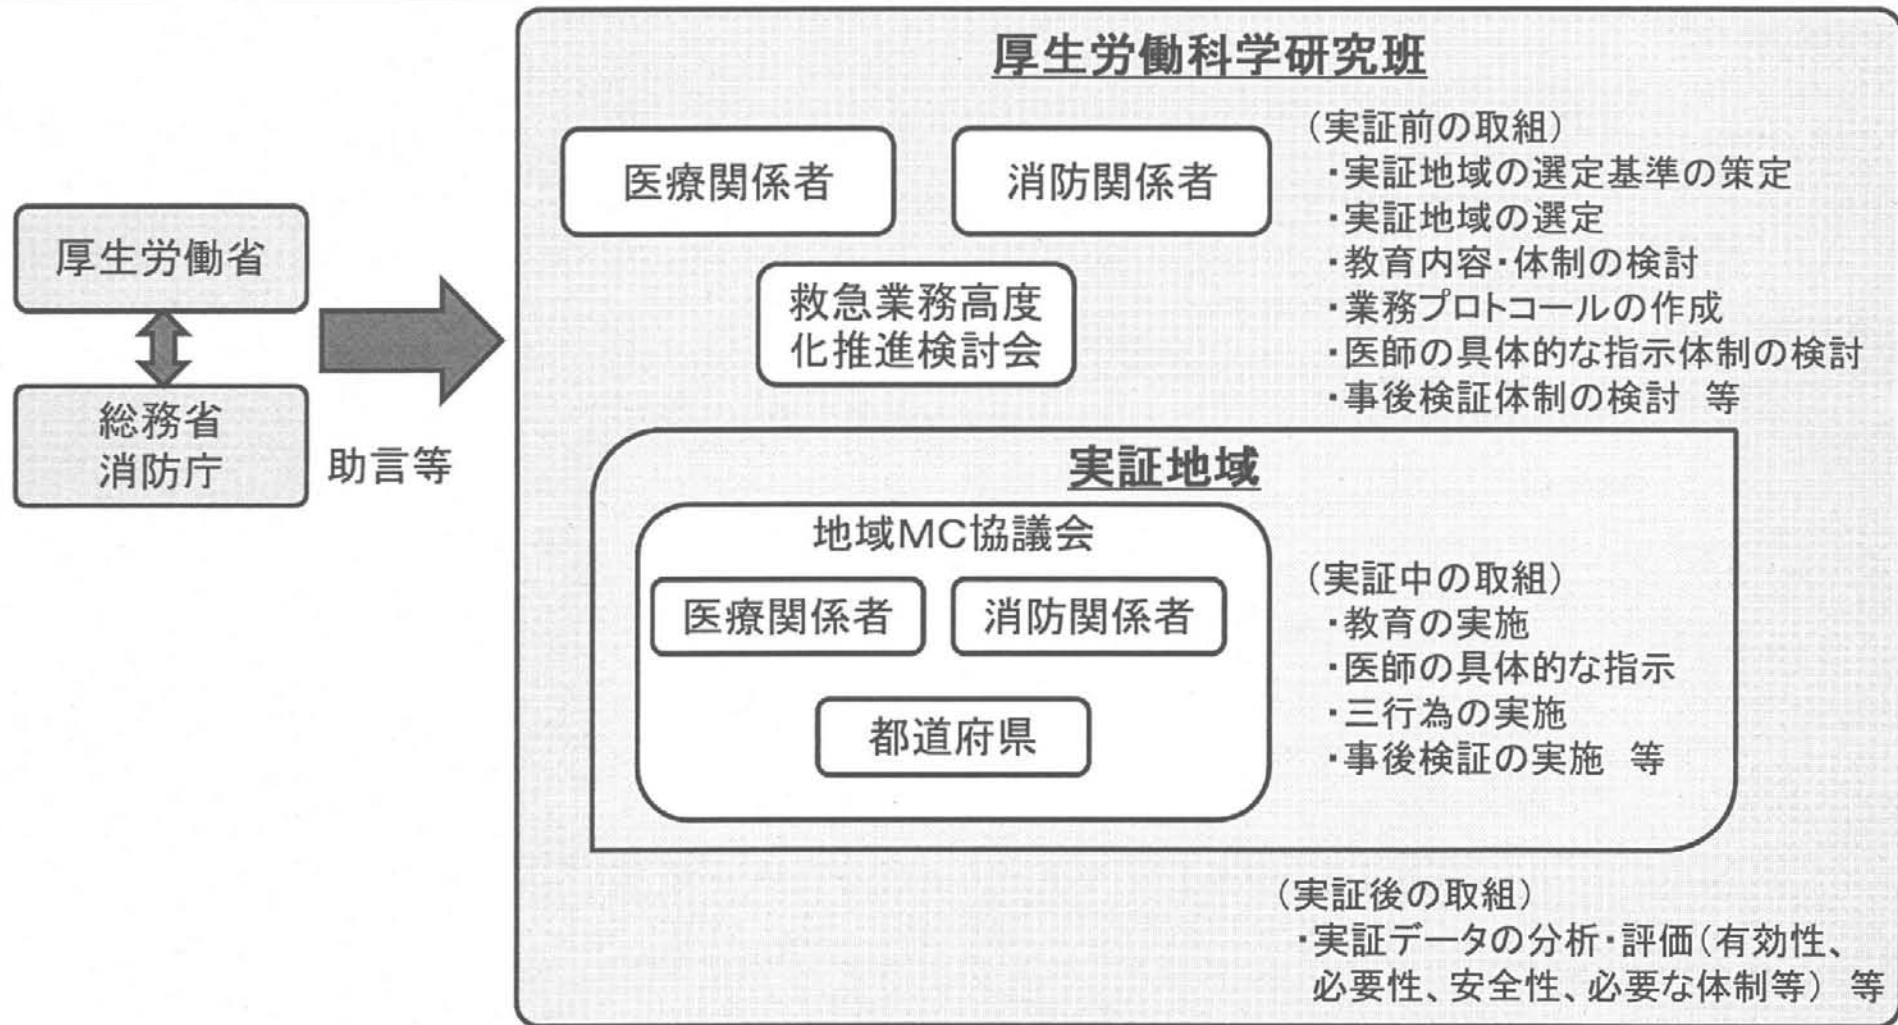 厚生労働省
総務省
消防庁
助言等
厚生労働科学研究班
医療関係者
消防関係者
救急業務高度
化推進検討会
(実証前の取組)
・実証地域の選定基準の策定
・実証地域の選定
・教育内容・体制の検討
・業務プロトコールの作成
・医師の具体的な指示体制の検討
・事後検証体制の検討 等
実証地域
地域MC協議会
医療関係者
消防関係者
都道府県
(実証中の取組)
・教育の実施
・医師の具体的な指示
・三行為の実施
・事後検証の実施 等
(実証後の取組)
・実証データの分析・評価(有効性、
必要性、安全性、必要な体制等) 等